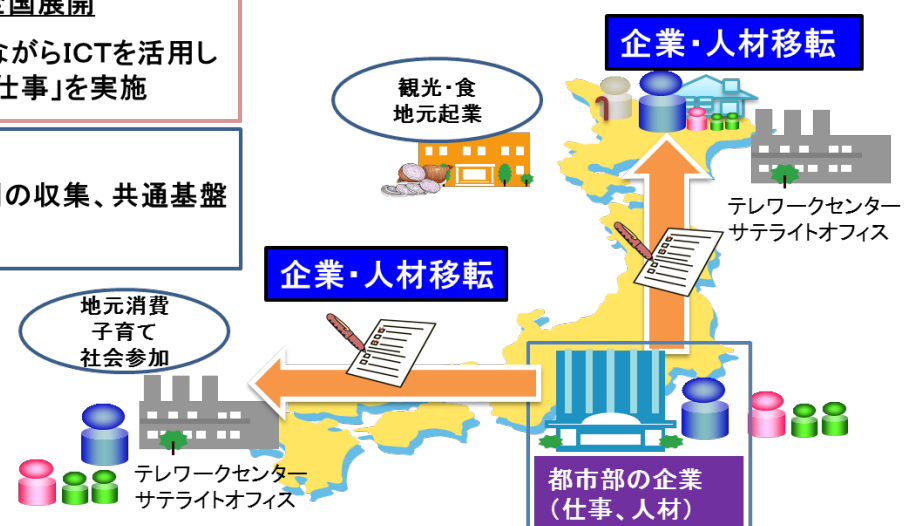 全国展開
ながらICTを活用し
仕事」を実施
の収集、共通基盤
企業・人材移転
観光・食
地元起業
テレワークセンター
サテライトオフィス
企業・人材移転
地元消費
子育て
社会参加
テレワークセンター
サテライトオフィス
都市部の企業
(仕事、人材)